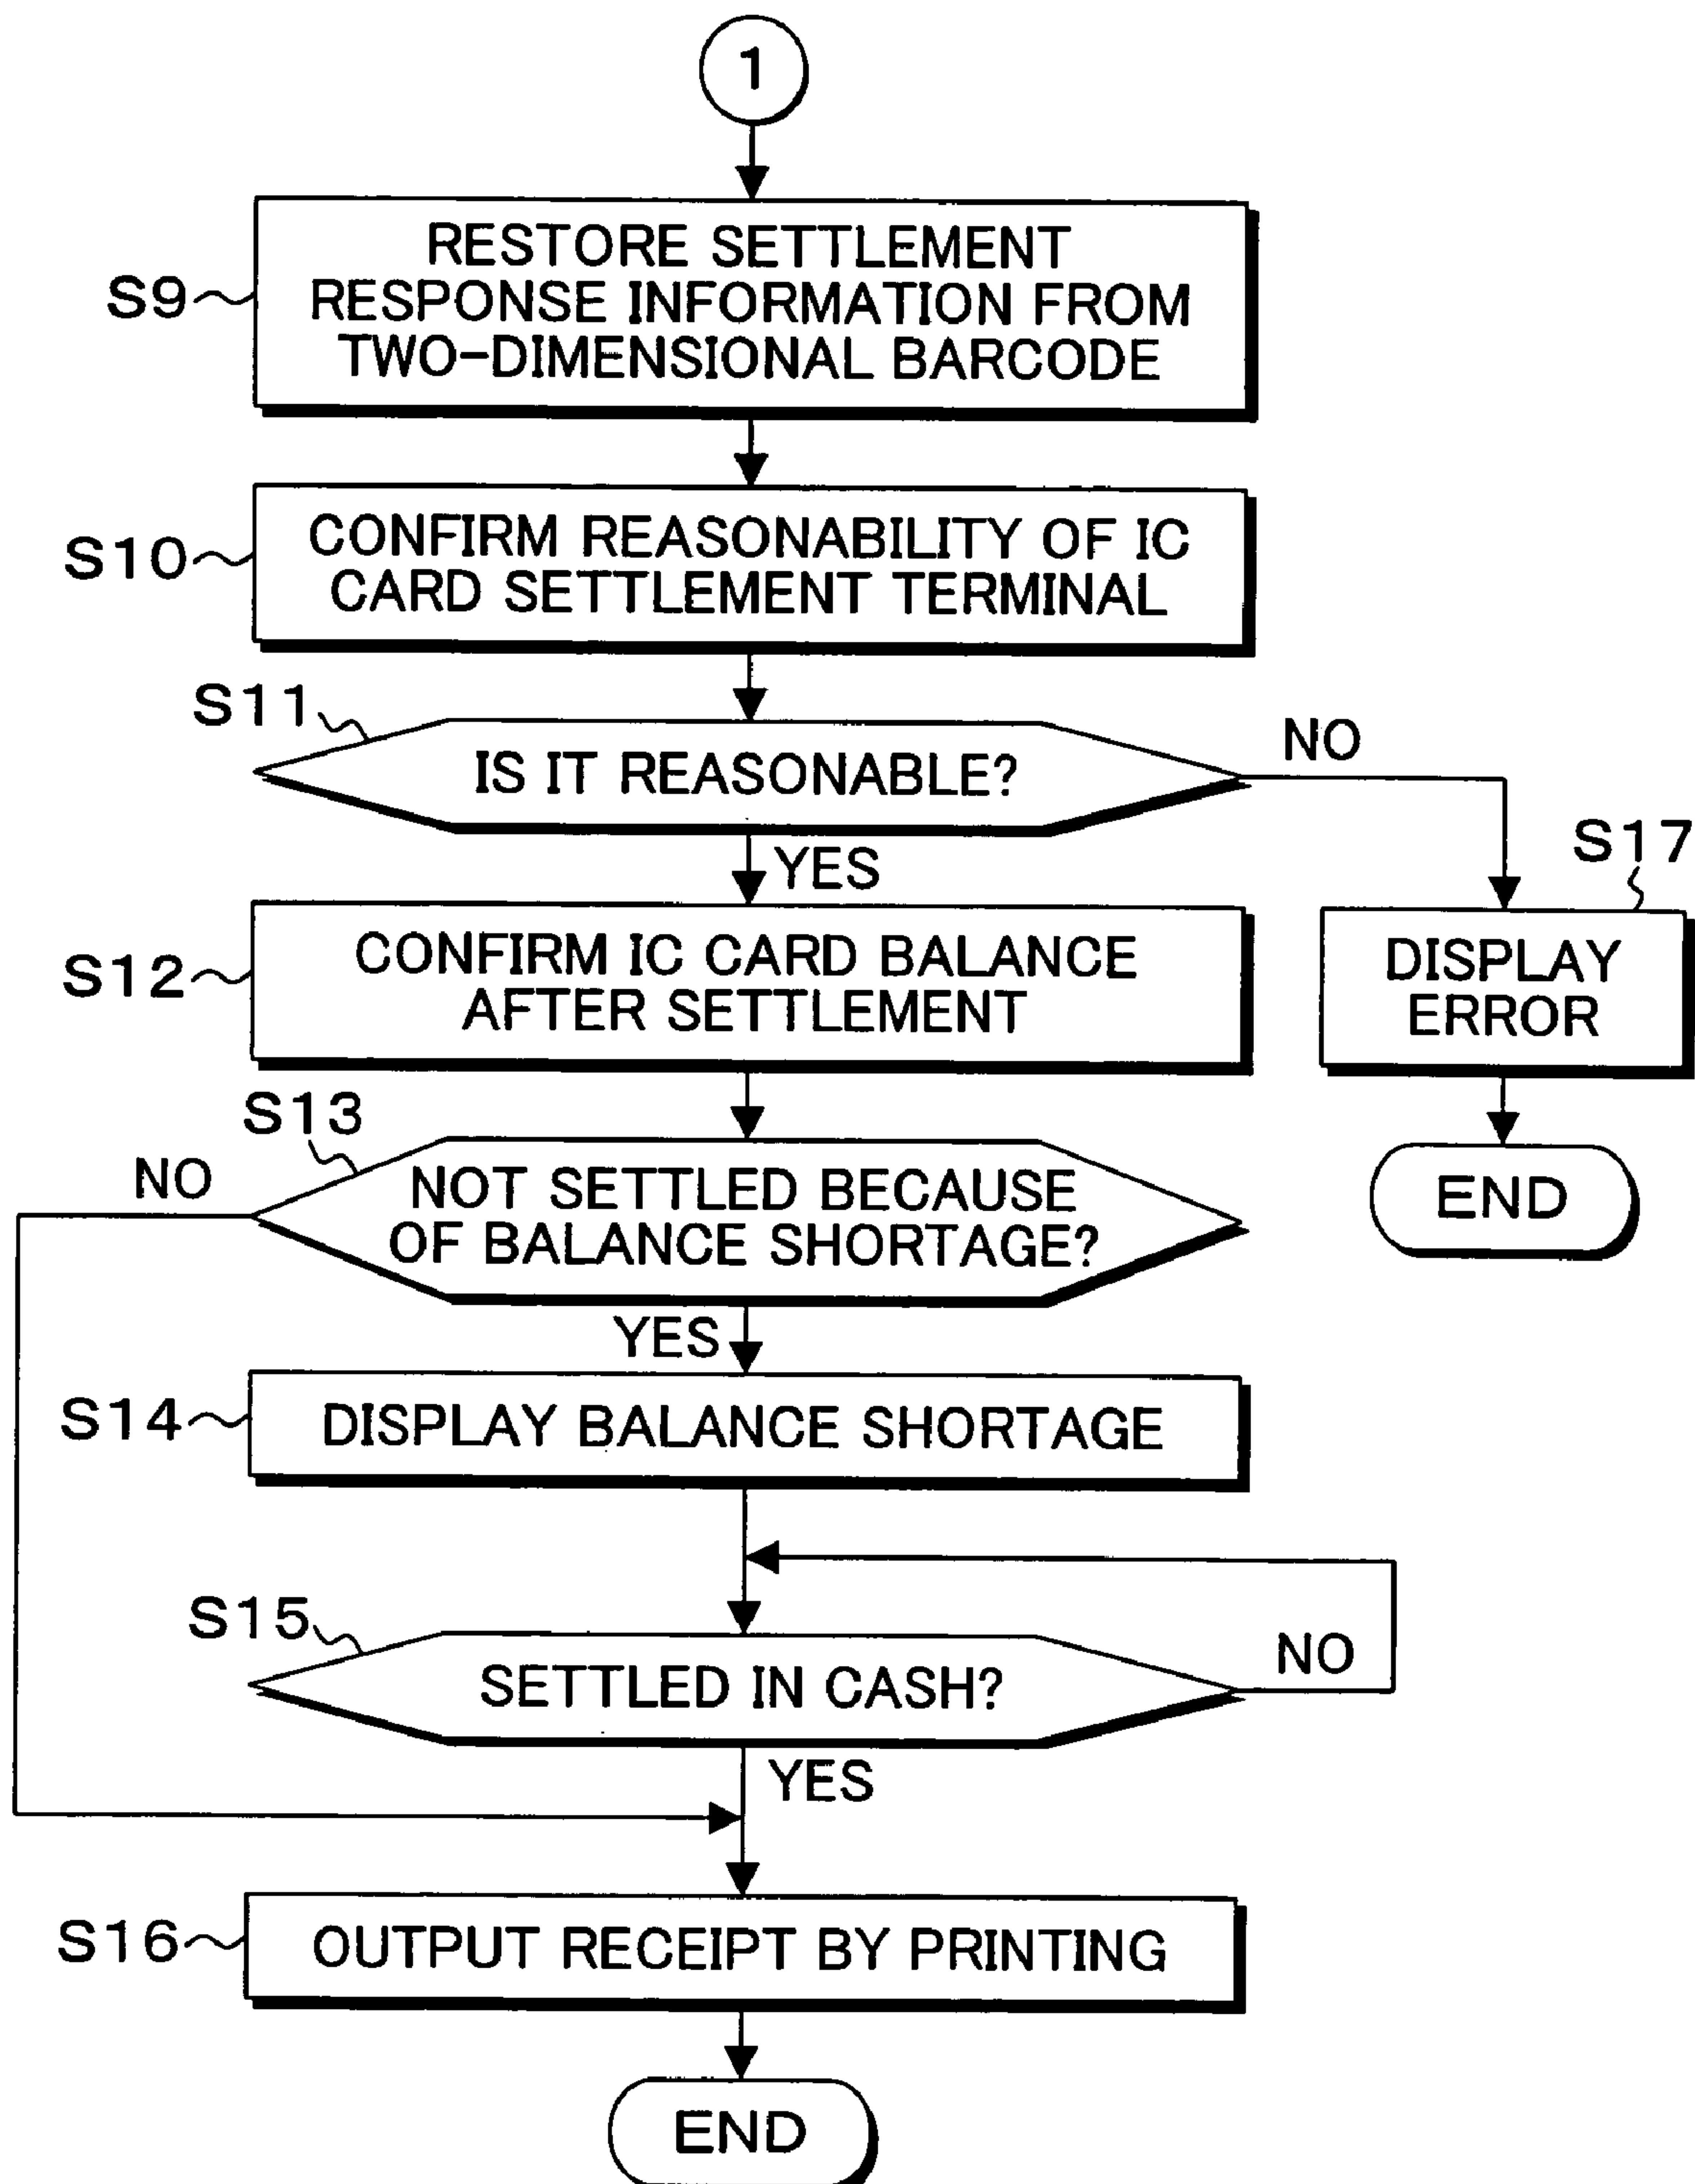 1
S9
RESTORE SETTLEMENT
RESPONSE INFORMATION FROM
TWO-DIMENSIONAL BARCODE
S10
CONFIRM REASONABILITY OF IC
CARD SETTLEMENT TERMINAL
S11
IS IT REASONABLE?
NO
YES
S17
DISPLAY
ERROR
END
S12
CONFIRM IC CARD BALANCE
AFTER SETTLEMENT
S13
NO
NOT SETTLED BECAUSE
OF BALANCE SHORTAGE?
YES
S14
DISPLAY BALANCE SHORTAGE
S15
SETTLED IN CASH?
NO
YES
S16
OUTPUT RECEIPT BY PRINTING
END